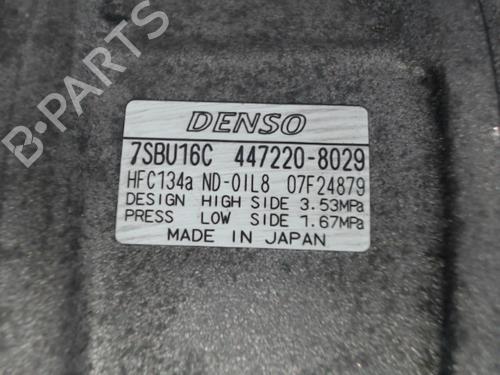 B-PARTS
DENSO
7SBU16C 447220-8029
HFC134a ND-OIL8 07F24879
DESIGN HIGH SIDE 3.53MPa
PRESS LOW SIDE 1.67MPa
MADE IN JAPAN